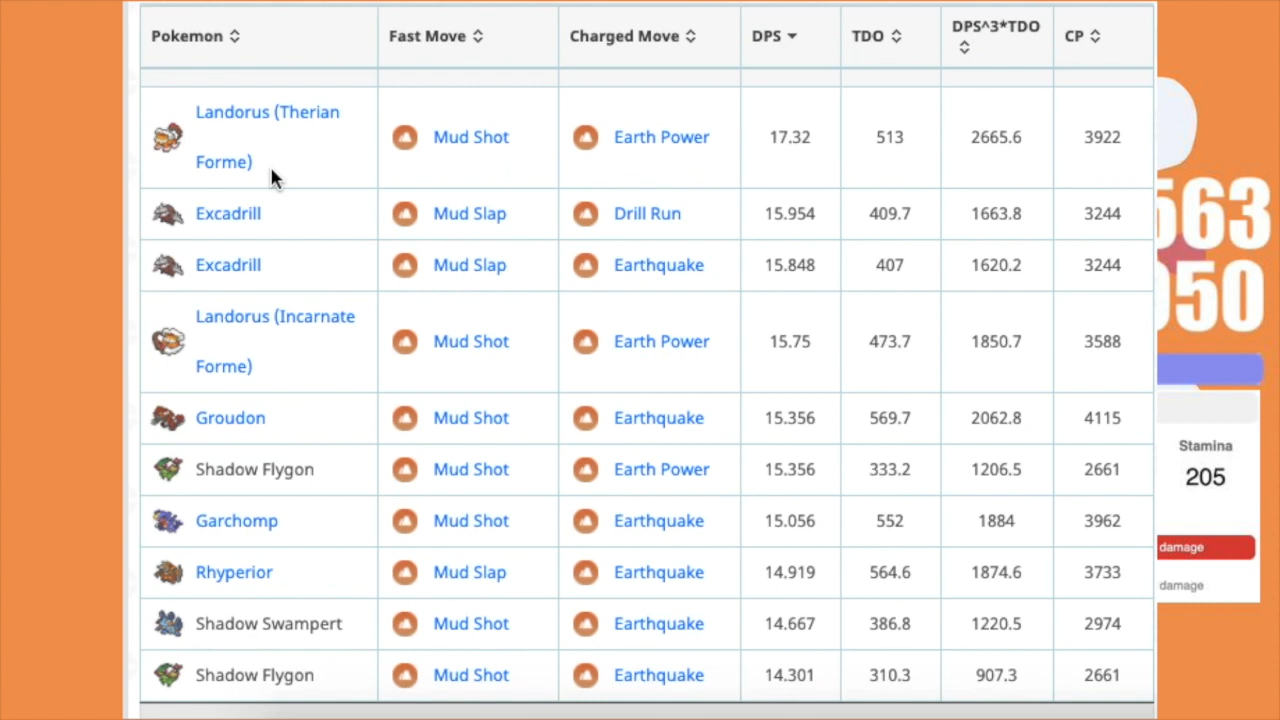 Pokemon Fast Move Charged Move DPS TDO DPS^3*TDO CP
Landorus (Therian
Forme) Mud Shot Earth Power 17.32 513 2665.6 3922
Excadrill Mud Slap Drill Run 15.954 409.7 1663.8 3244
Excadrill Mud Slap Earthquake 15.848 407 1620.2 3244
Landorus (Incarnate
Forme) Mud Shot Earth Power 15.75 473.7 1850.7 3588
Groudon Mud Shot Earthquake 15.356 569.7 2062.8 4115
Shadow Flygon Mud Shot Earth Power 15.356 333.2 1206.5 2661
Garchomp Mud Shot Earthquake 15.056 552 1884 3962
Rhyperior Mud Slap Earthquake 14.919 564.6 1874.6 3733
Shadow Swampert Mud Shot Earthquake 14.667 386.8 1220.5 2974
Shadow Flygon Mud Shot Earthquake 14.301 310.3 907.3 2661
563
50
Stamina
205
damage
damage